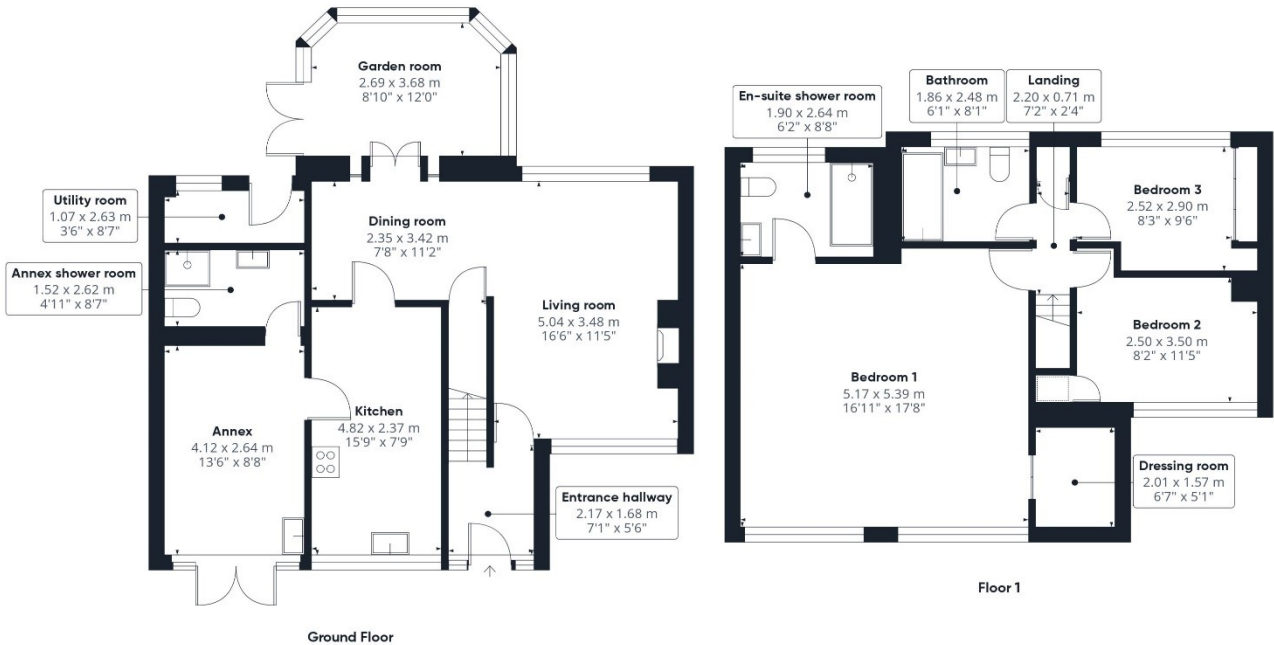 Garden room
2.69 x 3.68 m
8'10" x 12'0"
Utility room
1.07 x 2.63 m
3'6" x 8'7"
Dining room
2.35 x 3.42 m
7'8" x 11'2"
Annex shower room
1.52 x 2.62 m
4'11" x 8'7"
Living room
5.04 x 3.48 m
16'6" x 11'5"
Kitchen
4.82 x 2.37 m
15'9" x 7'9"
Annex
4.12 x 2.64 m
13'6" x 8'8"
Entrance hallway
2.17 x 1.68 m
7'1" x 5'6"
Ground Floor
En-suite shower room
1.90 x 2.64 m
6'2" x 8'8"
Bathroom
1.86 x 2.48 m
6'1" x 8'1"
Landing
2.20 x 0.71 m
7'2" x 2'4"
Bedroom 3
2.52 x 2.90 m
8'3" x 9'6"
Bedroom 2
2.50 x 3.50 m
8'2" x 11'5"
Bedroom 1
5.17 x 5.39 m
16'11" x 17'8"
Dressing room
2.01 x 1.57 m
6'7" x 5'1"
Floor 1